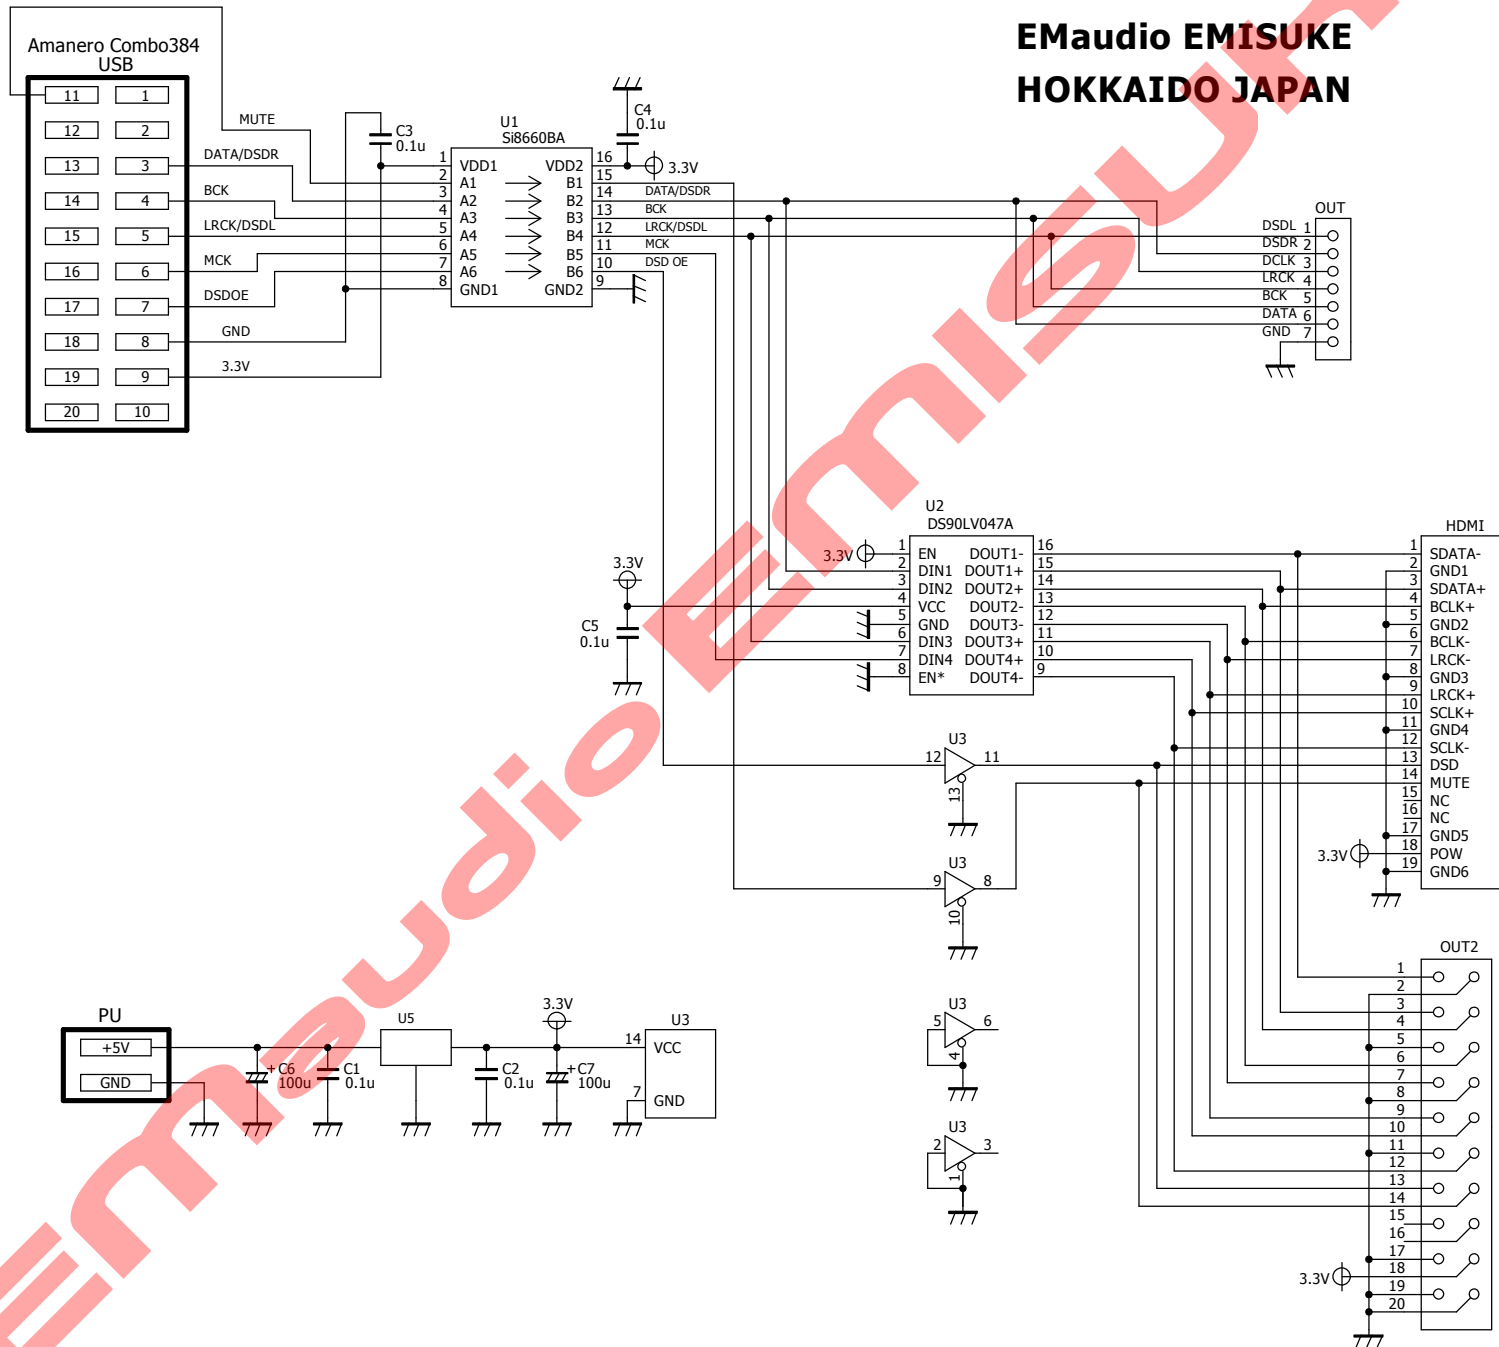 EMaudio EMISUKE
HOKKAIDO JAPAN
Amanero Combo384
USB
11 1
12 2
13 3
14 4
15 5
16 6
17 7
18 8
19 9
20 10
MUTE
DATA/DSDR
BCK
LRCK/DSDL
MCK
DSDOE
GND
3.3V
C3
0.1u
C4
0.1u
3.3V
U1
Si8660BA
1 VDD1 VDD2 16
2 A1 B1 15
3 A2 B2 14
4 A3 B3 13
5 A4 B4 12
6 A5 B5 11
7 A6 B6 10
8 GND1 GND2 9
DATA/DSDR
BCK
LRCK/DSDL
MCK
DSD OE
OUT
DSDL 1
DSDR 2
DCLK 3
LRCK 4
BCK 5
DATA 6
GND 7
U2
DS90LV047A
3.3V
1 EN DOUT1- 16
2 DIN1 DOUT1+ 15
3 DIN2 DOUT2+ 14
4 VCC DOUT2- 13
5 GND DOUT3- 12
6 DIN3 DOUT3+ 11
7 DIN4 DOUT4+ 10
8 EN* DOUT4- 9
3.3V
C5
0.1u
HDMI
1 SDATA-
2 GND1
3 SDATA+
4 BCLK+
5 GND2
6 BCLK-
7 LRCK-
8 GND3
9 LRCK+
10 SCLK+
11 GND4
12 SCLK-
13 DSD
14 MUTE
15 NC
16 NC
17 GND5
18 POW
19 GND6
3.3V
U3
12 11
13
U3
9 8
10
U3
5 6
4
U3
2 3
1
OUT2
1
2
3
4
5
6
7
8
9
10
11
12
13
14
15
16
17
18
19
20
3.3V
PU
+5V
GND
+C6
100u
C1
0.1u
U5
C2
0.1u
3.3V
+C7
100u
U3
14 VCC
7 GND
Emaudio